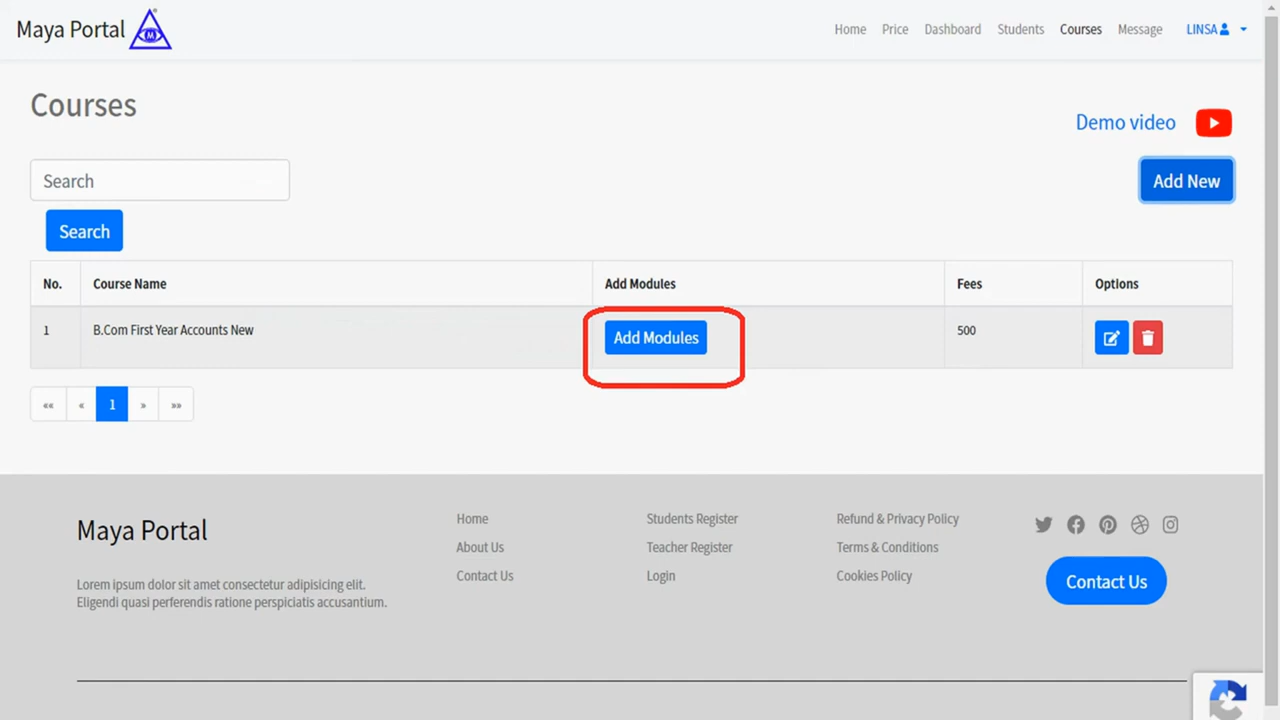 Maya Portal
M
Home Price Dashboard Students Courses Message LINSA
Courses
Demo video
Search
Add New
Search
No. Course Name Add Modules Fees Options
1 B.Com First Year Accounts New Add Modules 500
«« « 1 » »»
Maya Portal
Lorem ipsum dolor sit amet consectetur adipisicing elit.
Eligendi quasi perferendis ratione perspiciatis accusantium.
Home
About Us
Contact Us
Students Register
Teacher Register
Login
Refund & Privacy Policy
Terms & Conditions
Cookies Policy
Contact Us